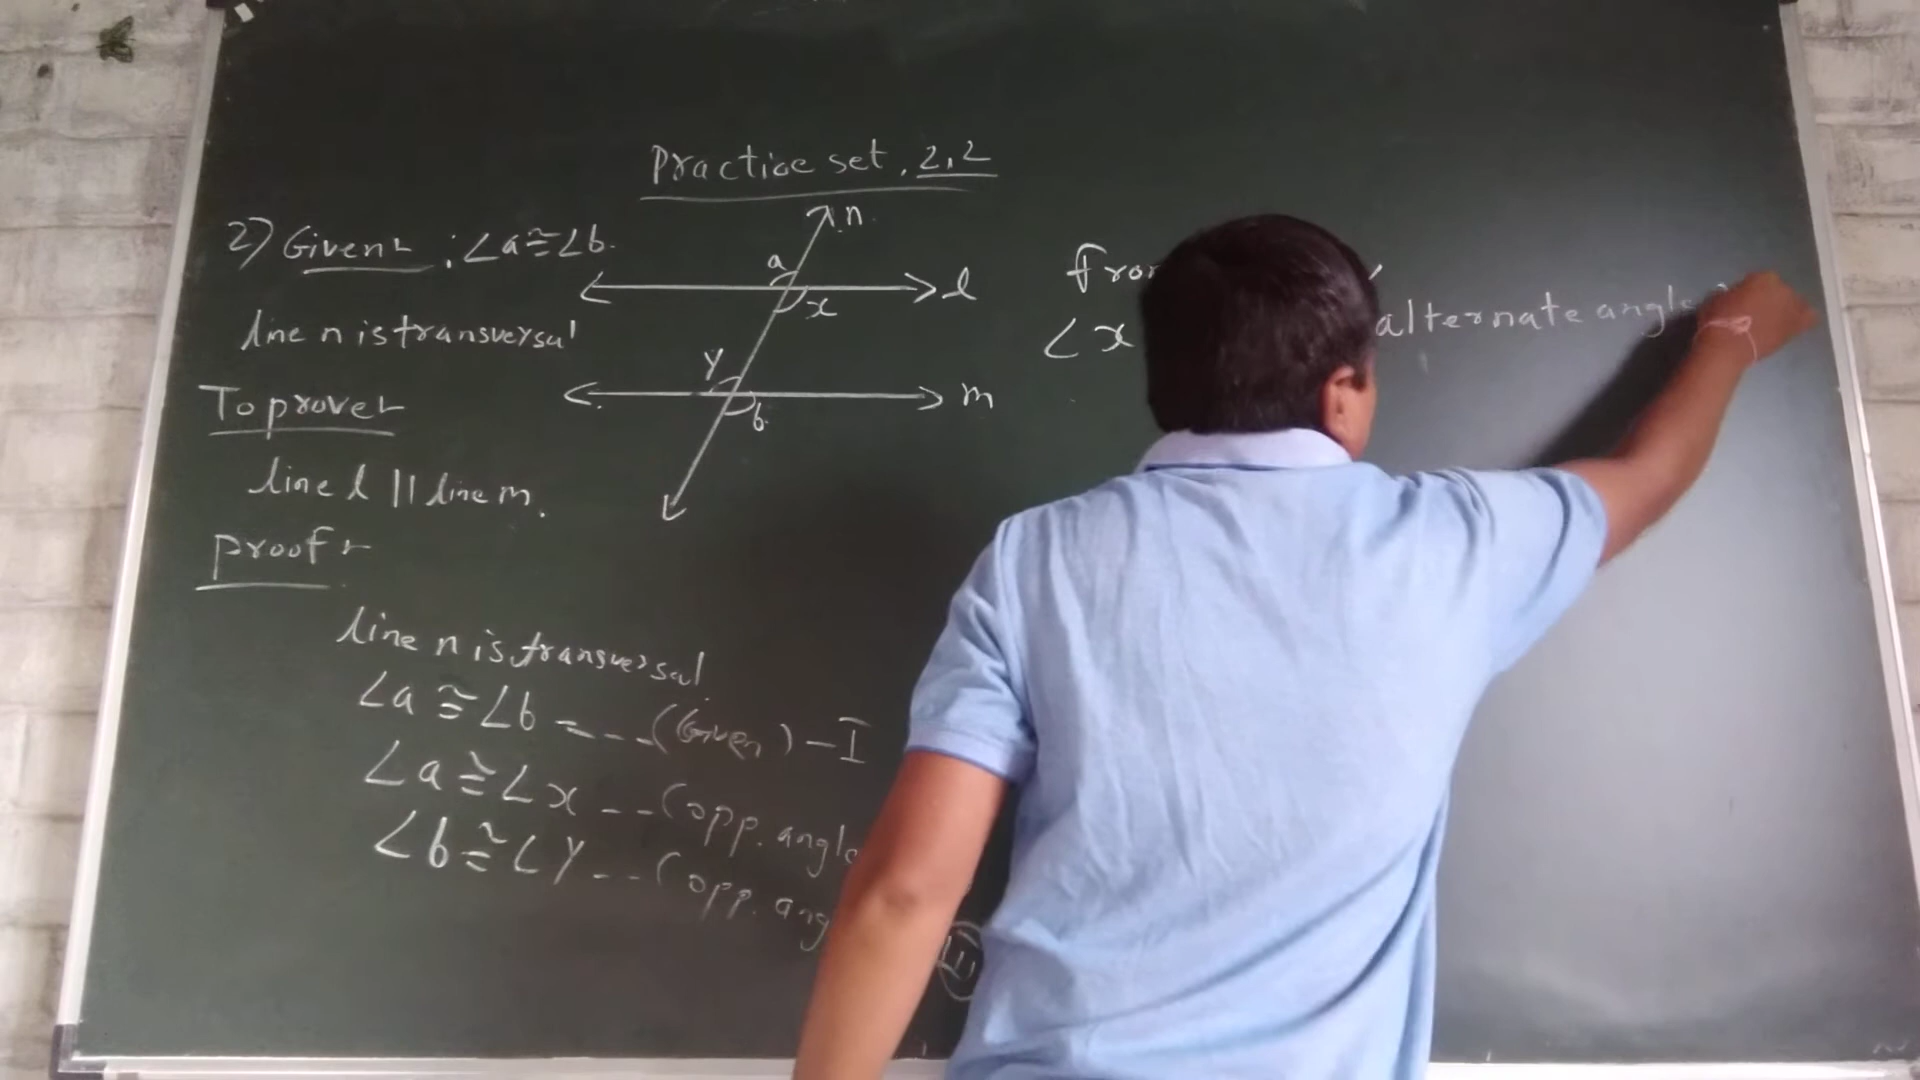 Practice set. 2.2
2) Given :- ∠a ≅ ∠b.
line n is transversal
To prove :-
line l || line m.
proof :-
line n is transversal
∠a ≅ ∠b ---- (Given) - I
∠a ≅ ∠x -- (opp. angle
∠b ≅ ∠y -- (opp. ang
III
n
a
l
x
y
m
b
∠x
alternate angle